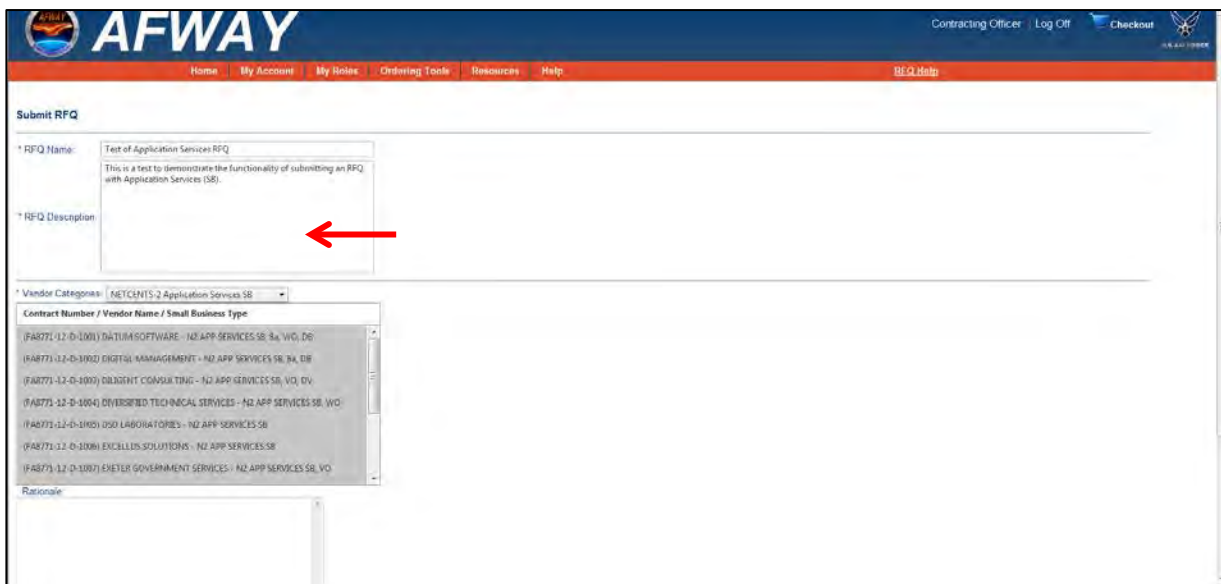 AFWAY
AFWAY
Contracting Officer | Log Off
Checkout
U.S. AIR FORCE
Home | My Account | My Roles | Ordering Tools | Resources | Help
RFQ Help
Submit RFQ
* RFQ Name:
Test of Application Services RFQ
This is a test to demonstrate the functionality of submitting an RFQ
with Application Services (SB).
* RFQ Description:
* Vendor Categories: NETCENTS-2 Application Services SB
Contract Number / Vendor Name / Small Business Type
(FA8771-12-D-1001) DATUM SOFTWARE - N2 APP SERVICES SB, 8a, WO, DB
(FA8771-12-D-1002) DIGITAL MANAGEMENT - N2 APP SERVICES SB, 8a, DB
(FA8771-12-D-1003) DILIGENT CONSULTING - N2 APP SERVICES SB, VO, DV
(FA8771-12-D-1004) DIVERSIFIED TECHNICAL SERVICES - N2 APP SERVICES SB, WO
(FA8771-12-D-1005) DSD LABORATORIES - N2 APP SERVICES SB
(FA8771-12-D-1006) EXCELLDS SOLUTIONS - N2 APP SERVICES SB
(FA8771-12-D-1007) EXETER GOVERNMENT SERVICES - N2 APP SERVICES SB, VO
Rationale